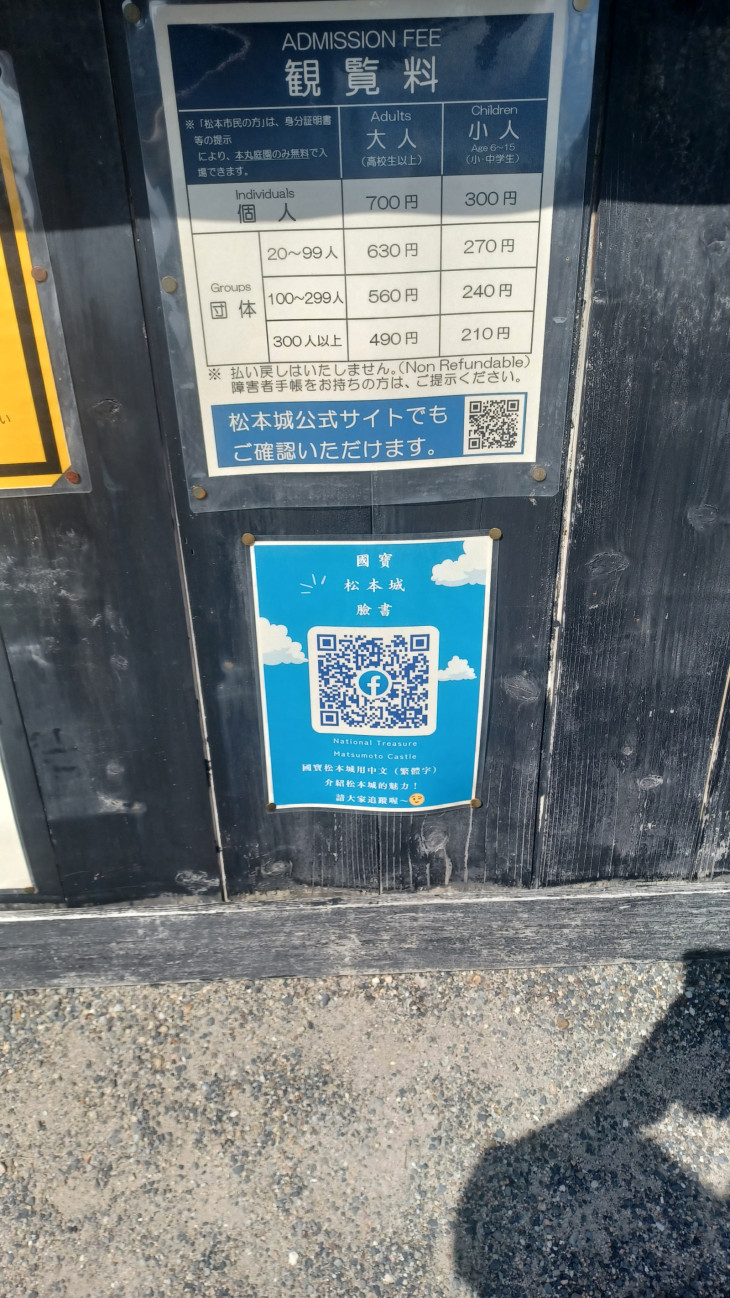 ADMISSION FEE
観覧料
※「松本市民の方」は、身分証明書
等の提示
により、本丸庭園のみ無料で入
場できます。
Adults
大人
(高校生以上)
Children
小人
Age 6～15
(小・中学生)
Individuals
個人
700円
300円
Groups
団体
20～99人
630円
270円
100～299人
560円
240円
300人以上
490円
210円
※ 払い戻しはいたしません。(Non Refundable)
障害者手帳をお持ちの方は、ご提示ください。
松本城公式サイトでも
ご確認いただけます。
い
國寶
松本城
臉書
National Treasure
Matsumoto Castle
國寶松本城用中文（繁體字）
介紹松本城的魅力！
請大家追蹤喔～